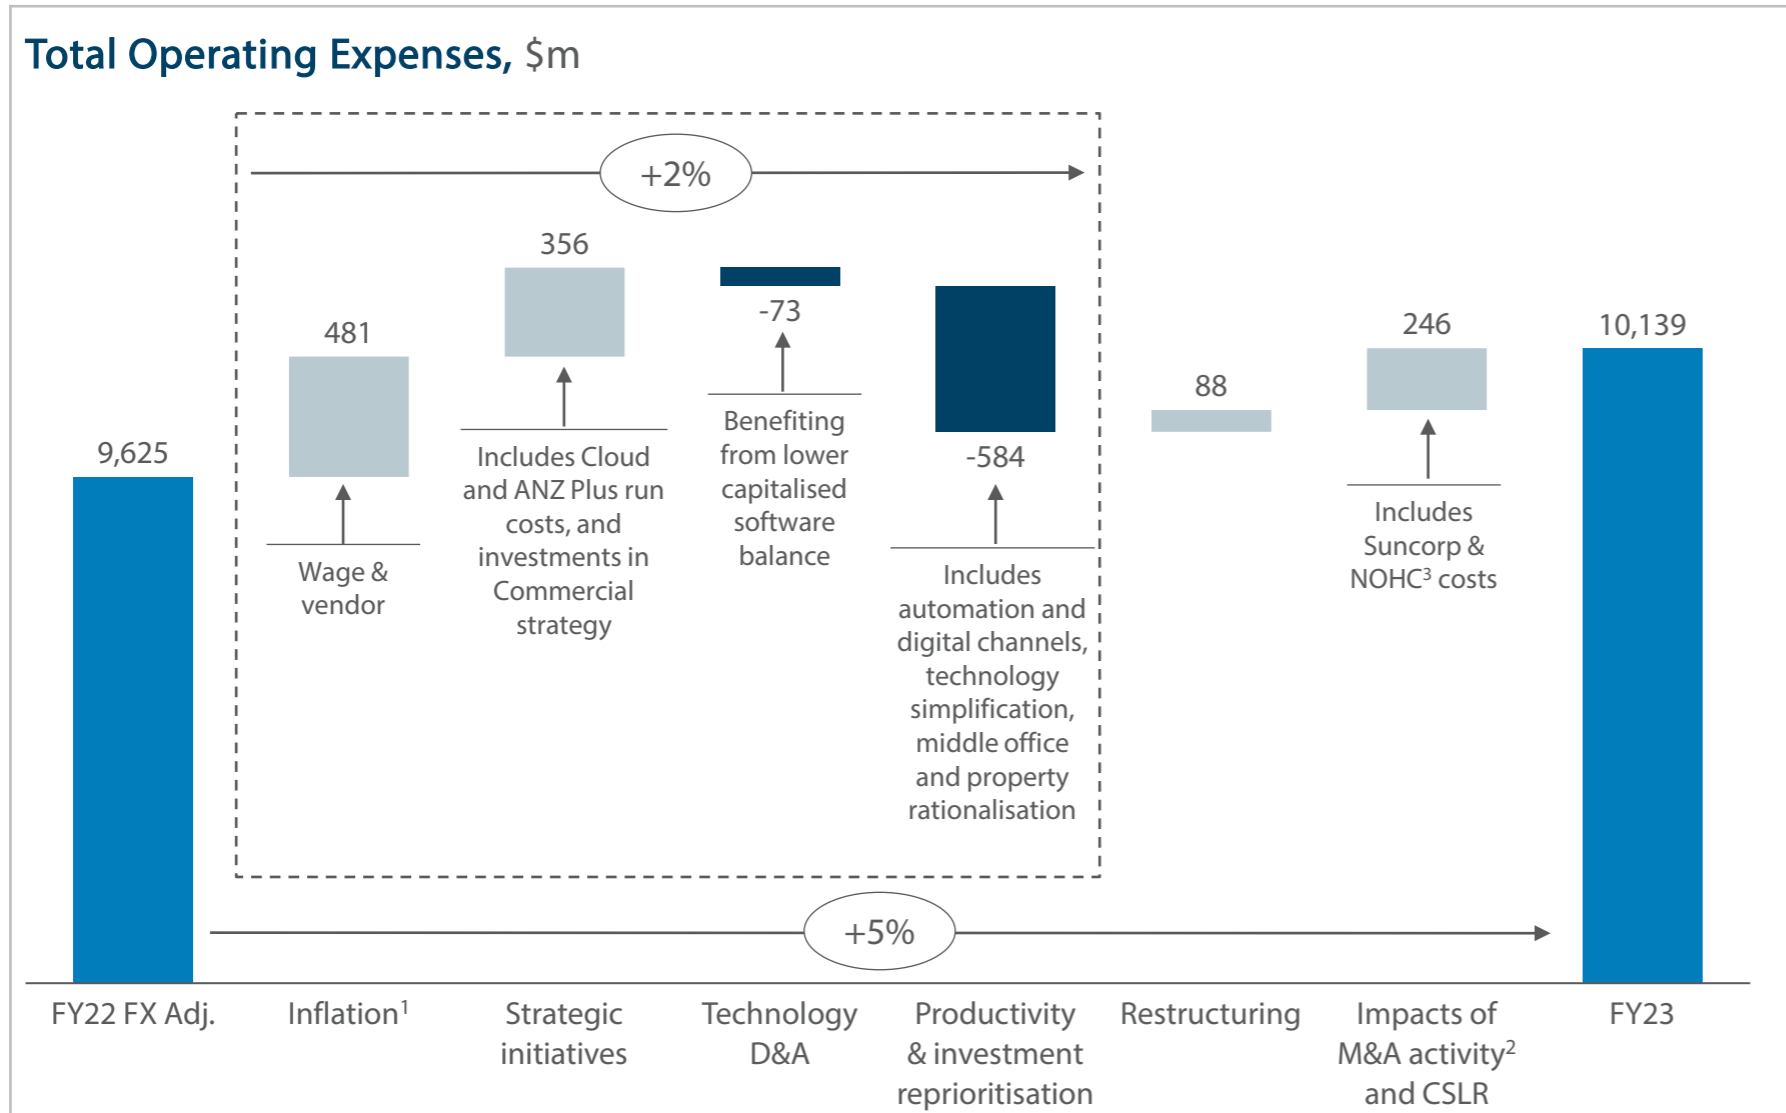 Total Operating Expenses, $m
+2%
9,625
481
Wage &
vendor
356
Includes Cloud
and ANZ Plus run
costs, and
investments in
Commercial
strategy
-73
Benefiting
from lower
capitalised
software
balance
-584
Includes
automation and
digital channels,
technology
simplification,
middle office
and property
rationalisation
88
246
Includes
Suncorp &
NOHC³ costs
10,139
+5%
FY22 FX Adj.
Inflation¹
Strategic
initiatives
Technology
D&A
Productivity
& investment
reprioritisation
Restructuring
Impacts of
M&A activity²
and CSLR
FY23